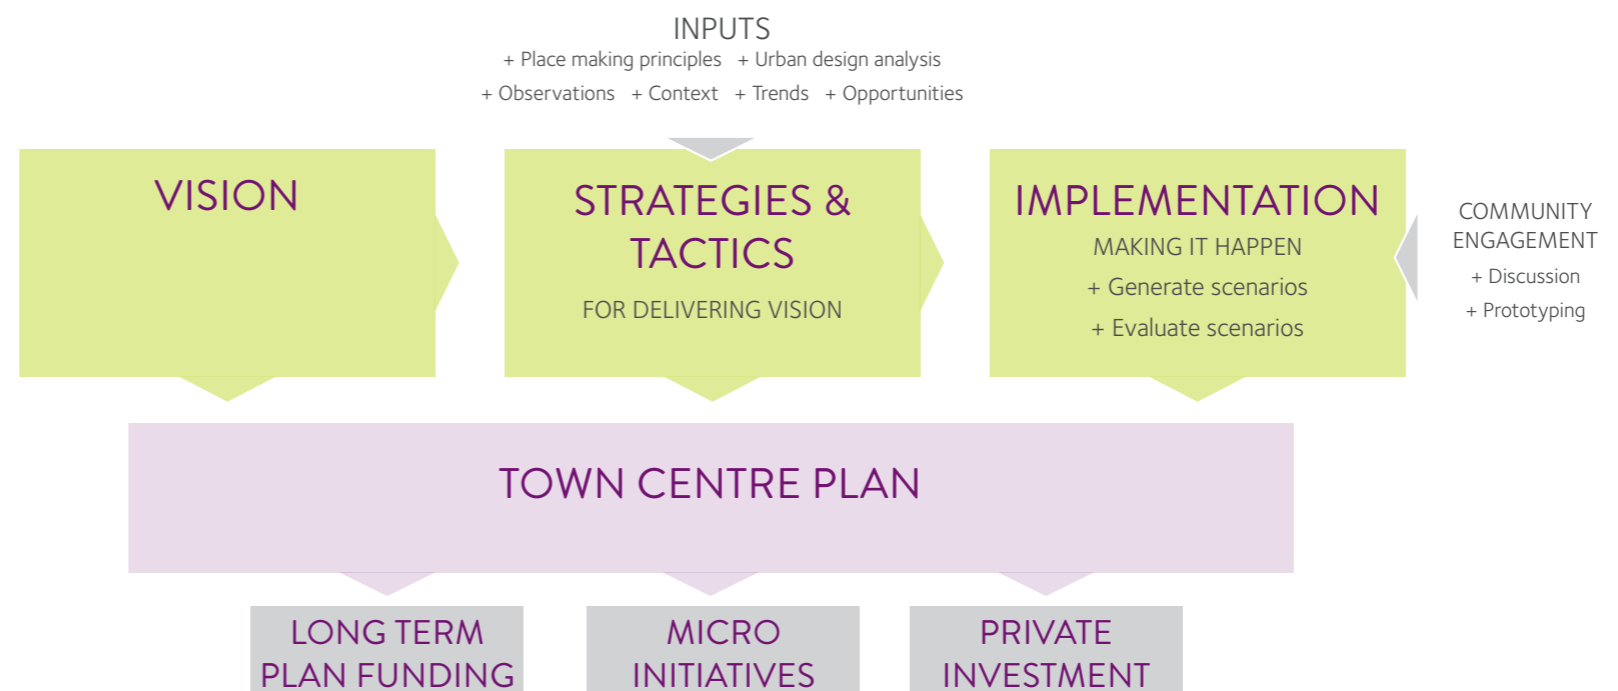 INPUTS
+ Place making principles + Urban design analysis
+ Observations + Context + Trends + Opportunities
VISION
STRATEGIES &
TACTICS
FOR DELIVERING VISION
IMPLEMENTATION
MAKING IT HAPPEN
+ Generate scenarios
+ Evaluate scenarios
COMMUNITY
ENGAGEMENT
+ Discussion
+ Prototyping
TOWN CENTRE PLAN
LONG TERM
PLAN FUNDING
MICRO
INITIATIVES
PRIVATE
INVESTMENT